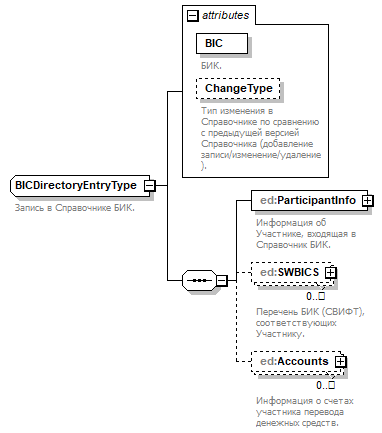 attributes
BIC
БИК.
ChangeType
Тип изменения в
Справочнике по сравнению
с предыдущей версией
Справочника (добавление
записи/изменение/удаление
).
BICDirectoryEntryType
Запись в Справочнике БИК.
ed:ParticipantInfo
Информация об
Участнике, входящая в
Справочник БИК.
ed:SWBICS
0..□
Перечень БИК (СВИФТ),
соответствующих
Участнику.
ed:Accounts
0..□
Информация о счетах
участника перевода
денежных средств.